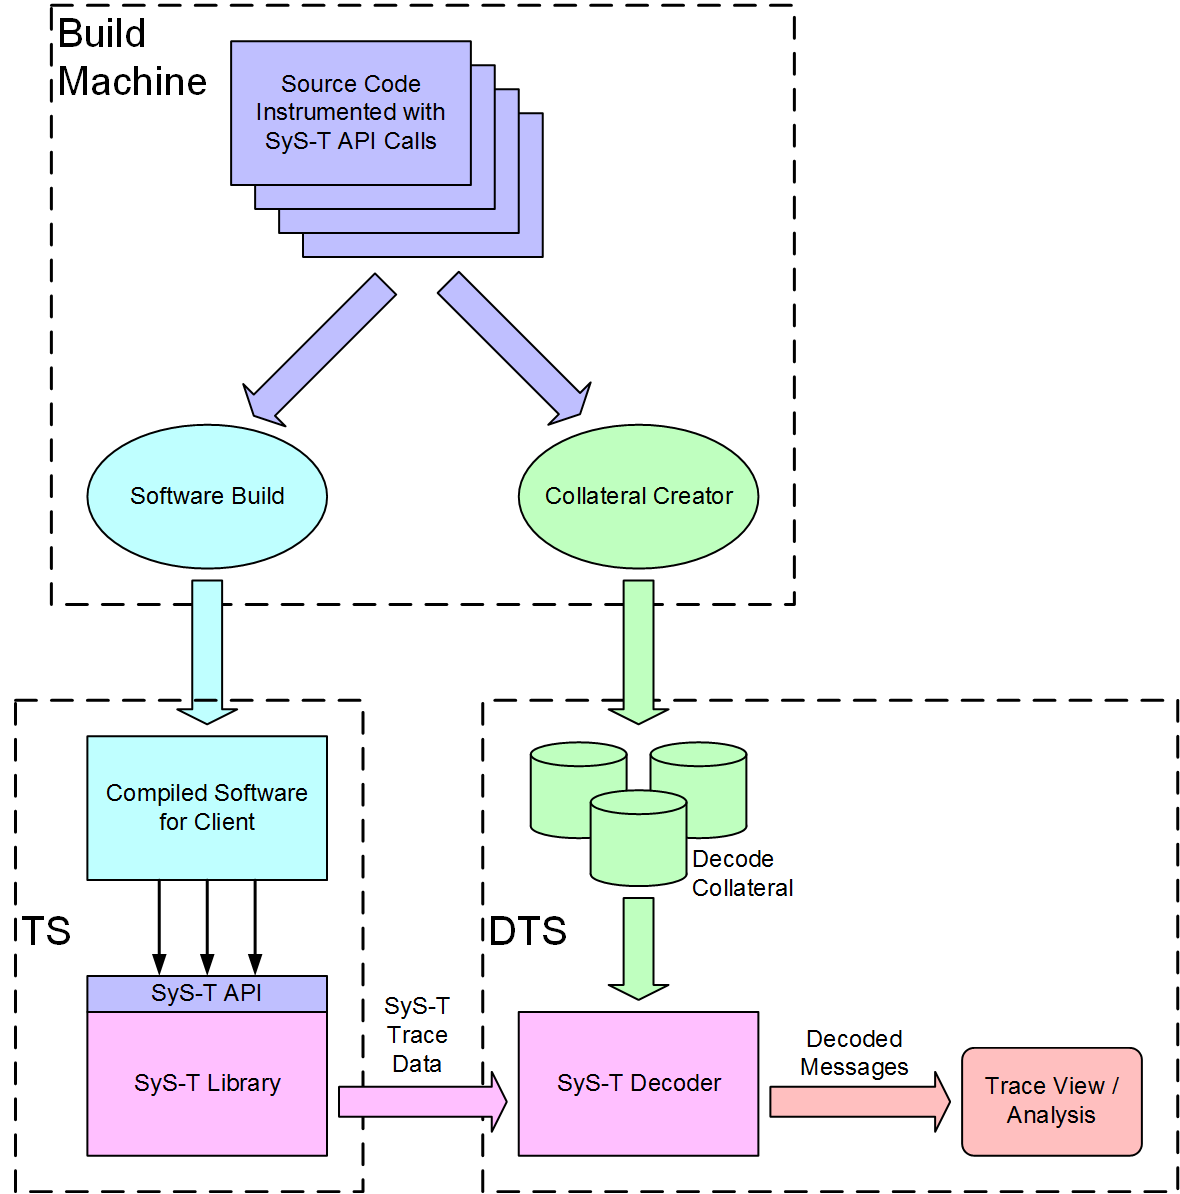 Build
Machine
Source Code
Instrumented with
SyS-T API Calls
Software Build
Collateral Creator
Compiled Software
for Client
Decode
Collateral
TS
DTS
SyS-T API
SyS-T Library
SyS-T
Trace
Data
SyS-T Decoder
Decoded
Messages
Trace View /
Analysis